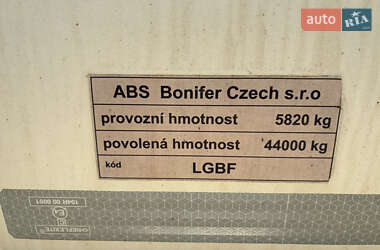 auto RIA
ABS Bonifer Czech s.r.o
provozní hmotnost 5820 kg
povolená hmotnost 44000 kg
kód LGBF